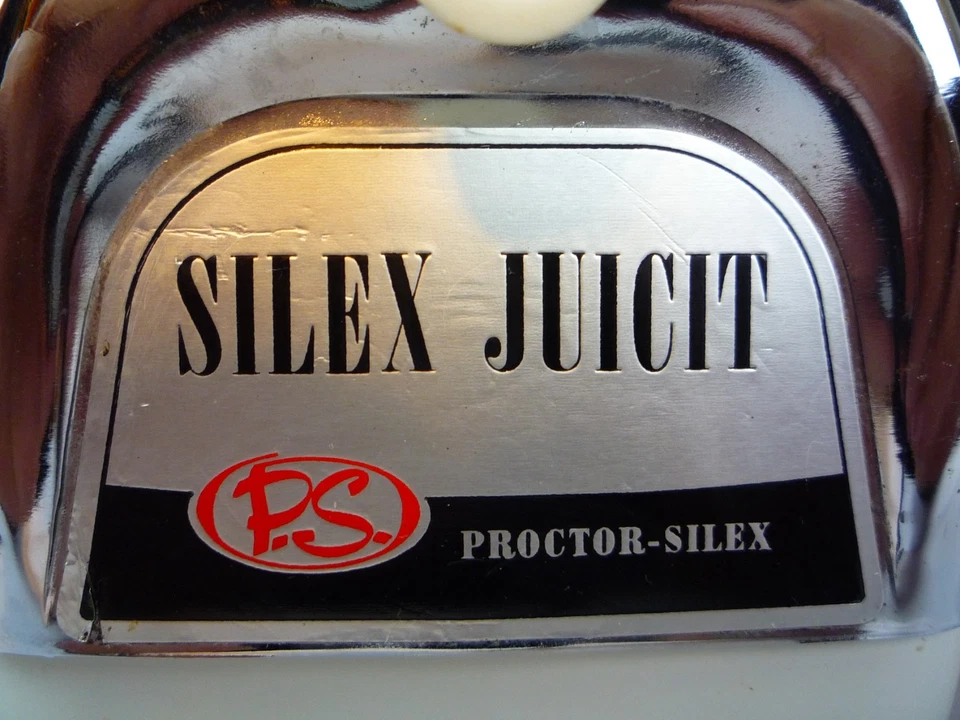 SILEX JUICIT
P.S.
PROCTOR-SILEX